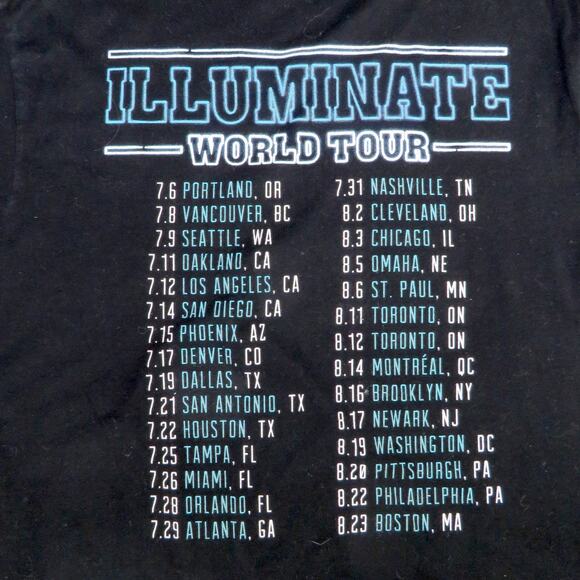 ILLUMINATE
WORLD TOUR
7.6 PORTLAND, OR
7.8 VANCOUVER, BC
7.9 SEATTLE, WA
7.11 OAKLAND, CA
7.12 LOS ANGELES, CA
7.14 SAN DIEGO, CA
7.15 PHOENIX, AZ
7.17 DENVER, CO
7.19 DALLAS, TX
7.21 SAN ANTONIO, TX
7.22 HOUSTON, TX
7.25 TAMPA, FL
7.26 MIAMI, FL
7.28 ORLANDO, FL
7.29 ATLANTA, GA
7.31 NASHVILLE, TN
8.2 CLEVELAND, OH
8.3 CHICAGO, IL
8.5 OMAHA, NE
8.6 ST. PAUL, MN
8.11 TORONTO, ON
8.12 TORONTO, ON
8.14 MONTRÉAL, QC
8.16 BROOKLYN, NY
8.17 NEWARK, NJ
8.19 WASHINGTON, DC
8.20 PITTSBURGH, PA
8.22 PHILADELPHIA, PA
8.23 BOSTON, MA